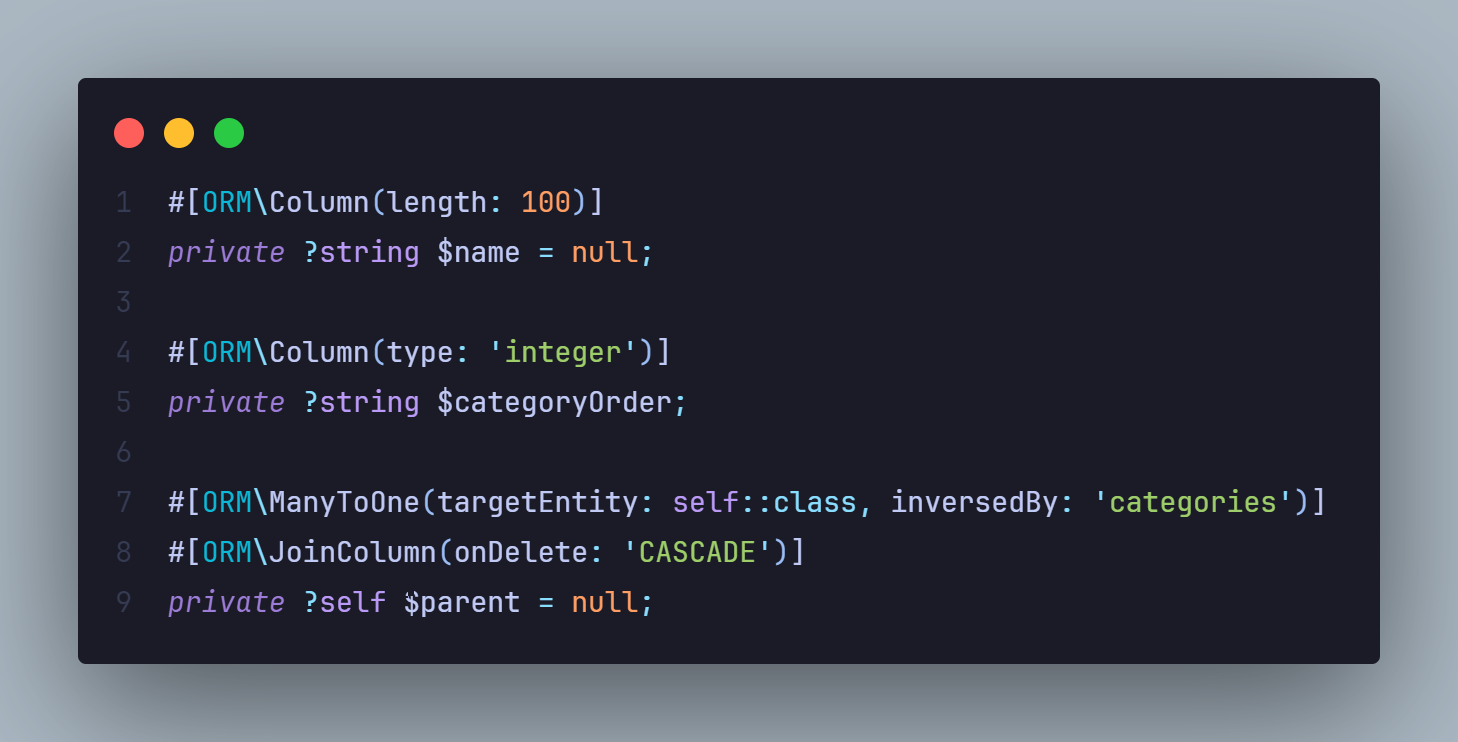 1 #[ORM\Column(length: 100)]
2 private ?string $name = null;
3
4 #[ORM\Column(type: 'integer')]
5 private ?string $categoryOrder;
6
7 #[ORM\ManyToOne(targetEntity: self::class, inversedBy: 'categories')]
8 #[ORM\JoinColumn(onDelete: 'CASCADE')]
9 private ?self $parent = null;